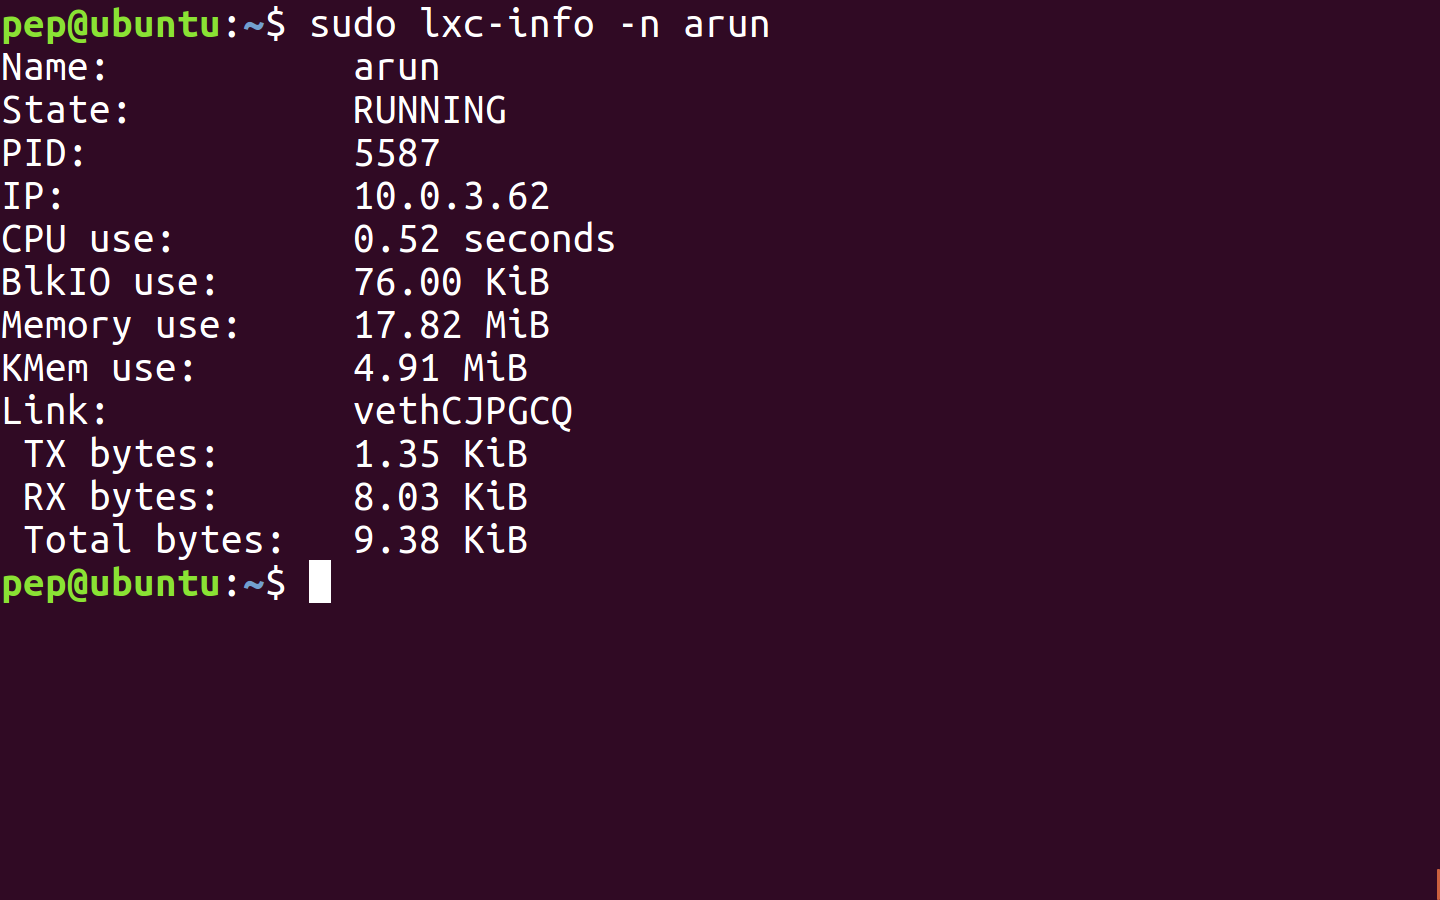 pep@ubuntu:~$ sudo lxc-info -n arun
Name:           arun
State:          RUNNING
PID:            5587
IP:             10.0.3.62
CPU use:        0.52 seconds
BlkIO use:      76.00 KiB
Memory use:     17.82 MiB
KMem use:       4.91 MiB
Link:           vethCJPGCQ
 TX bytes:      1.35 KiB
 RX bytes:      8.03 KiB
 Total bytes:   9.38 KiB
pep@ubuntu:~$